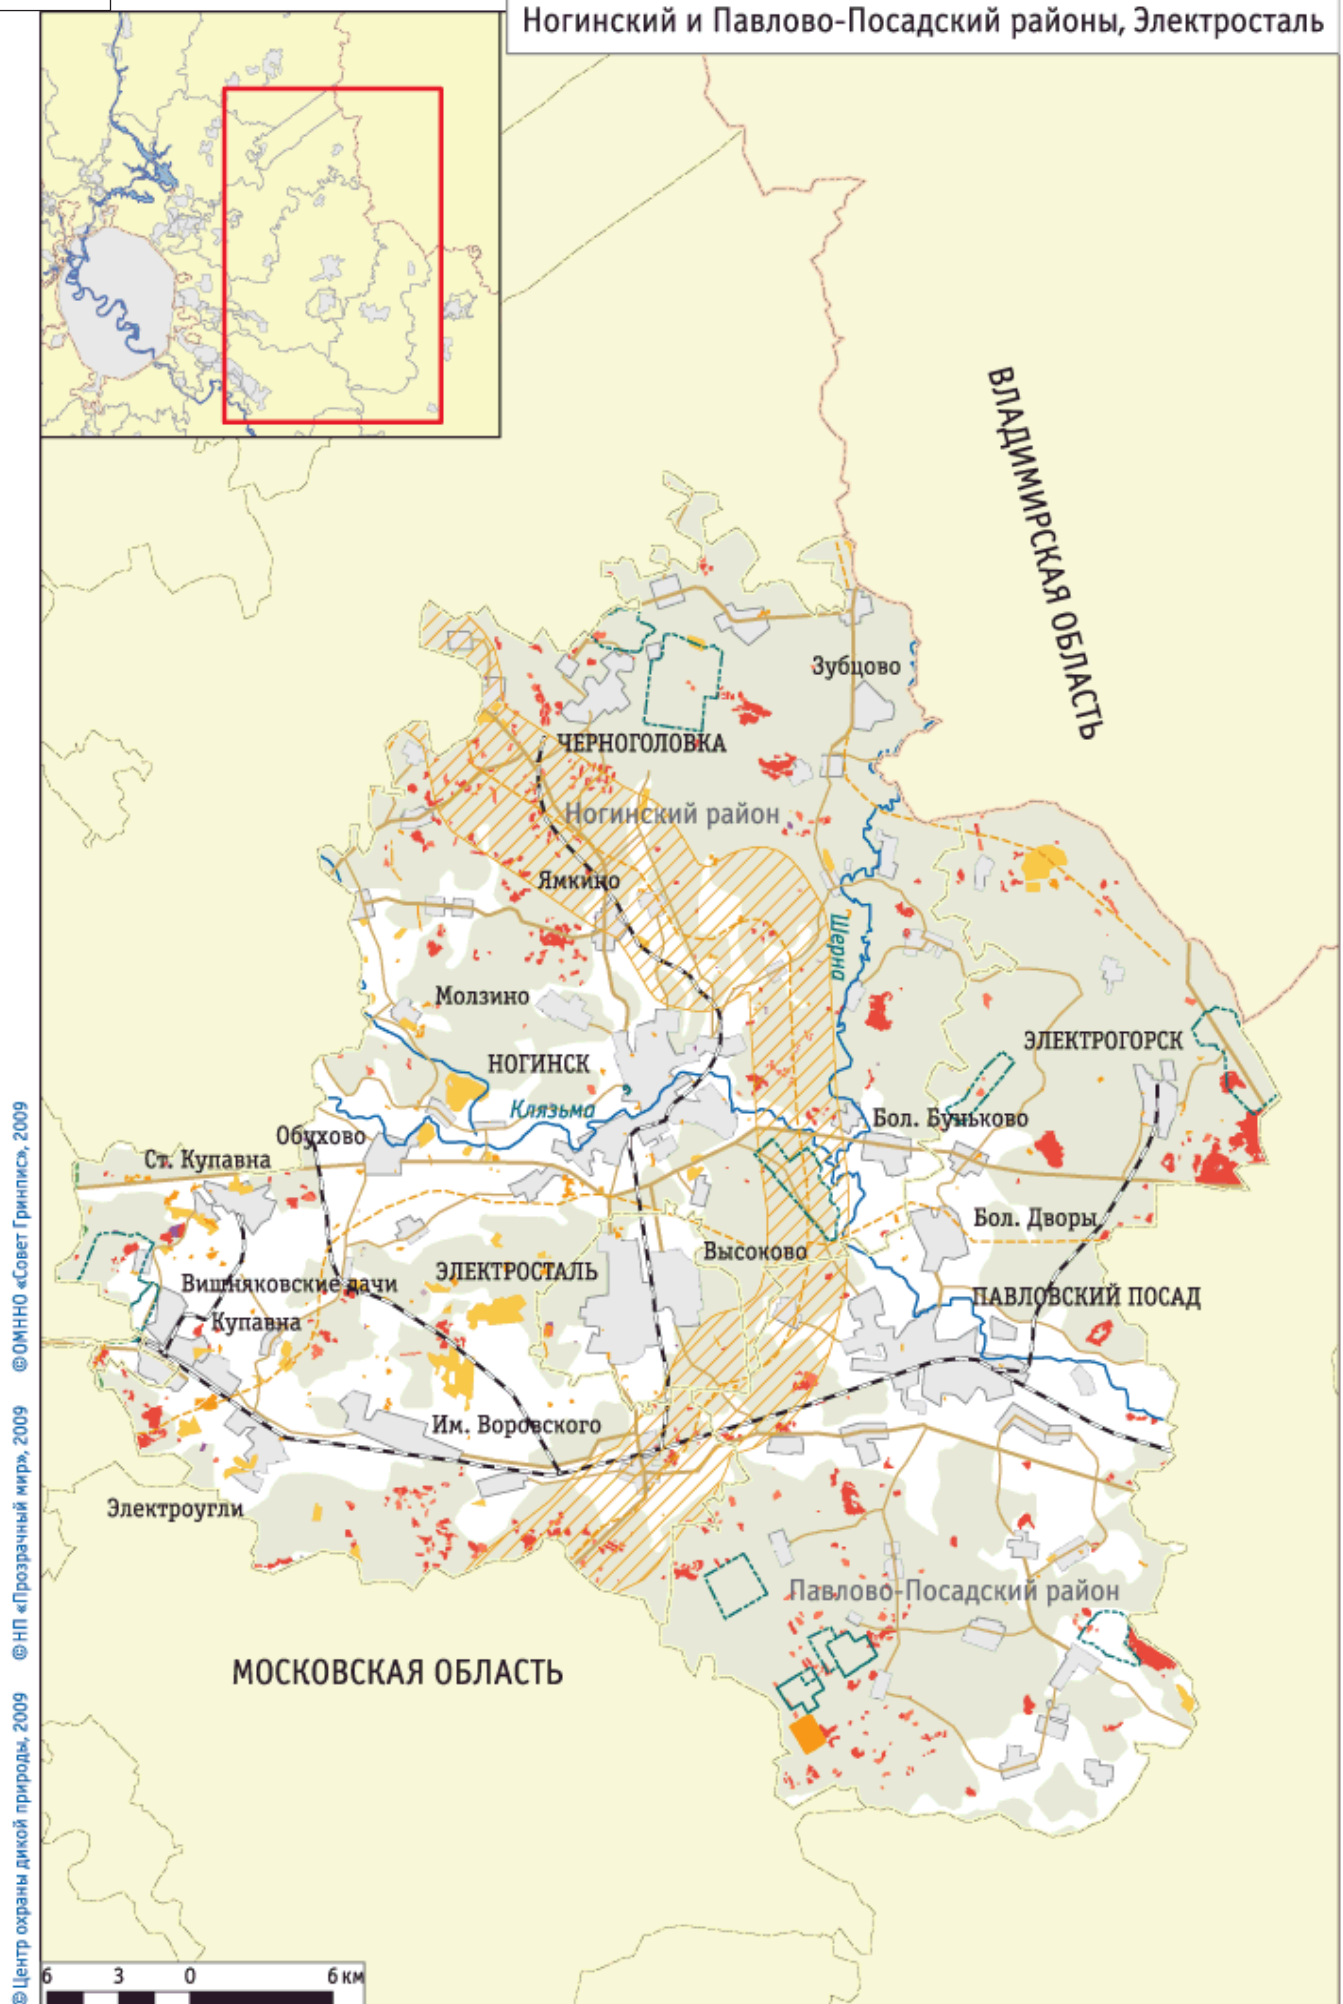 Ногинский и Павлово-Посадский районы, Электросталь
ВЛАДИМИРСКАЯ ОБЛАСТЬ
Зубцово
ЧЕРНОГОЛОВКА
Ногинский район
Ямкино
Шерна
Молзино
ЭЛЕКТРОГОРСК
НОГИНСК
Клязьма
Бол. Буньково
Обухово
Ст. Купавна
Бол. Дворы
Высоково
ЭЛЕКТРОСТАЛЬ
Вишняковские дачи
ПАВЛОВСКИЙ ПОСАД
Купавна
Им. Воровского
Электроугли
Павлово-Посадский район
МОСКОВСКАЯ ОБЛАСТЬ
6 3 0 6 км
©Центр охраны дикой природы, 2009 ©НП «Прозрачный мир», 2009 ©ОМННО «Совет Гринпис», 2009